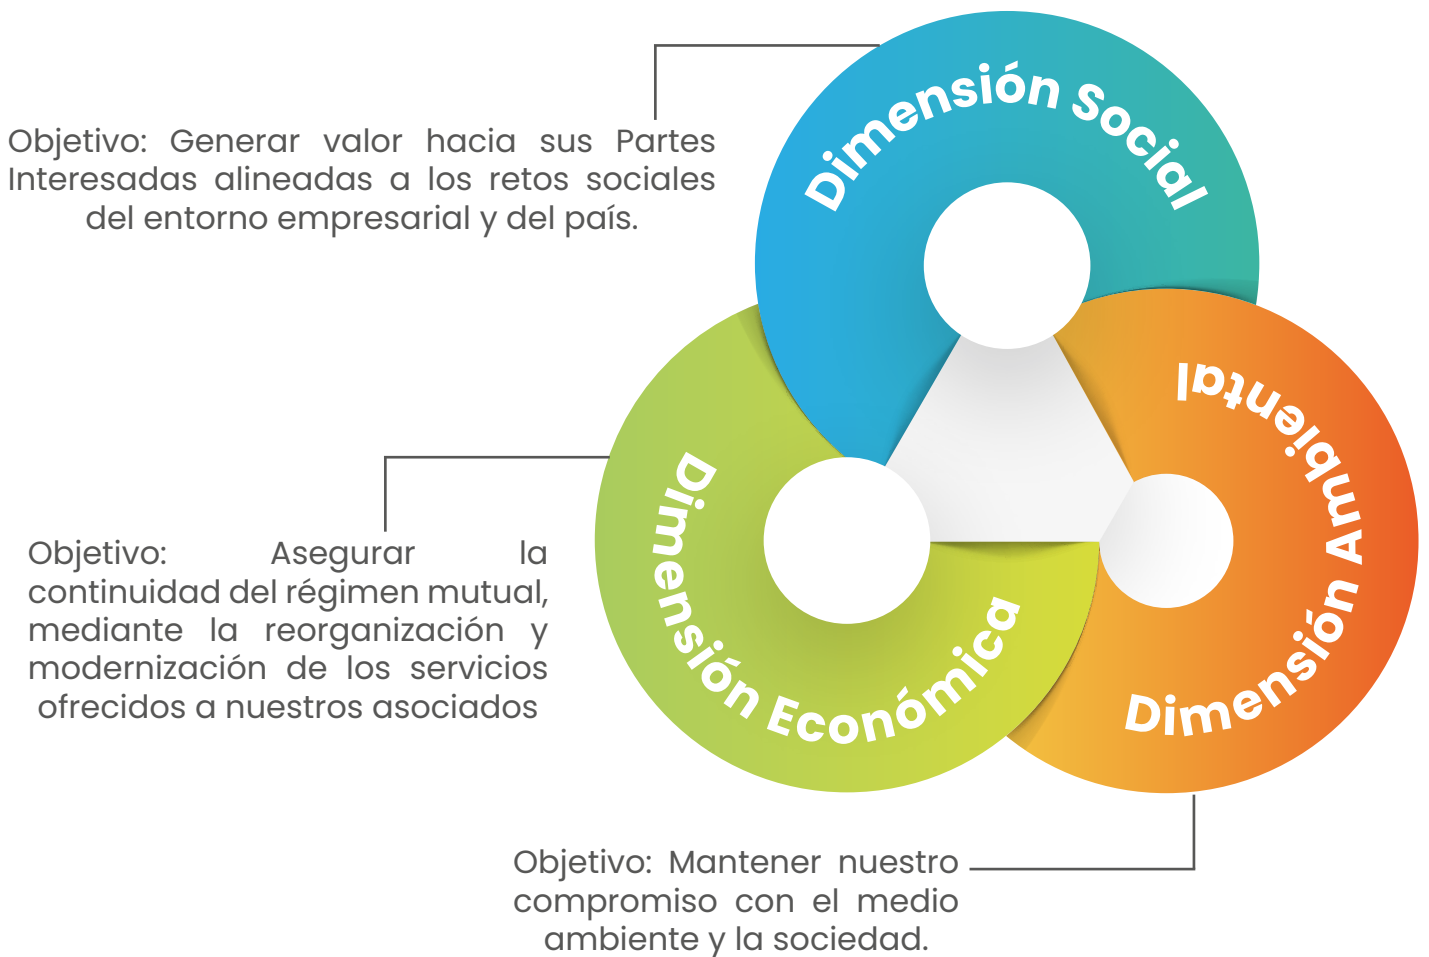 Dimensión Social
Objetivo: Generar valor hacia sus Partes
Interesadas alineadas a los retos sociales
del entorno empresarial y del país.
Dimensión Ambiental
Dimensión Económica
Objetivo: Asegurar la
continuidad del régimen mutual,
mediante la reorganización y
modernización de los servicios
ofrecidos a nuestros asociados
Objetivo: Mantener nuestro
compromiso con el medio
ambiente y la sociedad.